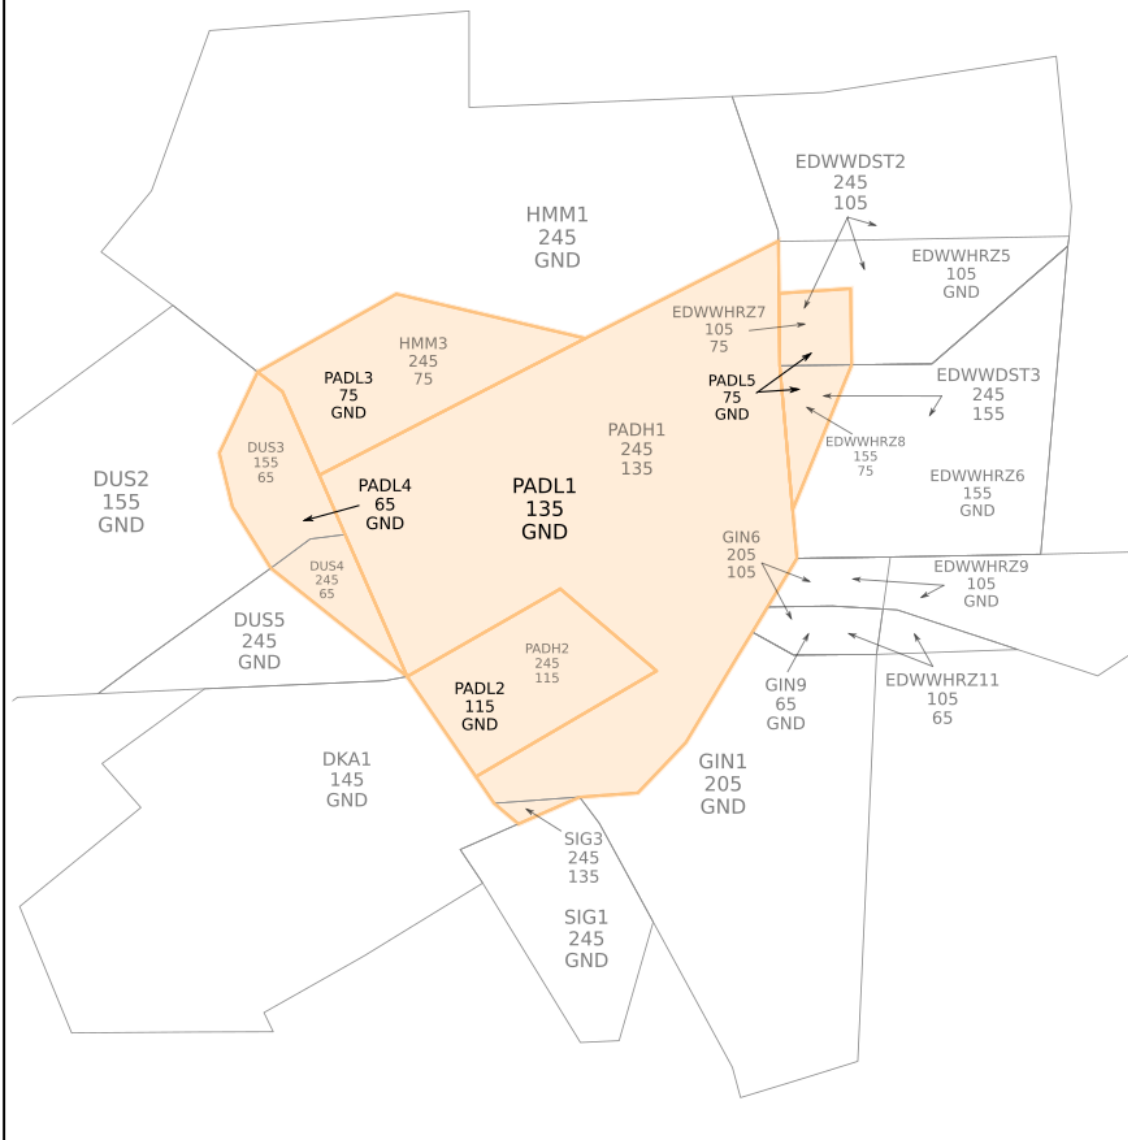 EDWWDST2
245
105
HMM1
245
GND
EDWWHRZ5
105
GND
EDWWHRZ7
105
75
HMM3
245
75
PADL3
75
GND
PADL5
75
GND
EDWWDST3
245
155
PADH1
245
135
EDWWHRZ8
155
75
DUS3
155
65
DUS2
155
GND
PADL4
65
GND
PADL1
135
GND
EDWWHRZ6
155
GND
GIN6
205
105
EDWWHRZ9
105
GND
DUS4
245
65
DUS5
245
GND
PADH2
245
115
PADL2
115
GND
GIN9
65
GND
EDWWHRZ11
105
65
DKA1
145
GND
GIN1
205
GND
SIG3
245
135
SIG1
245
GND